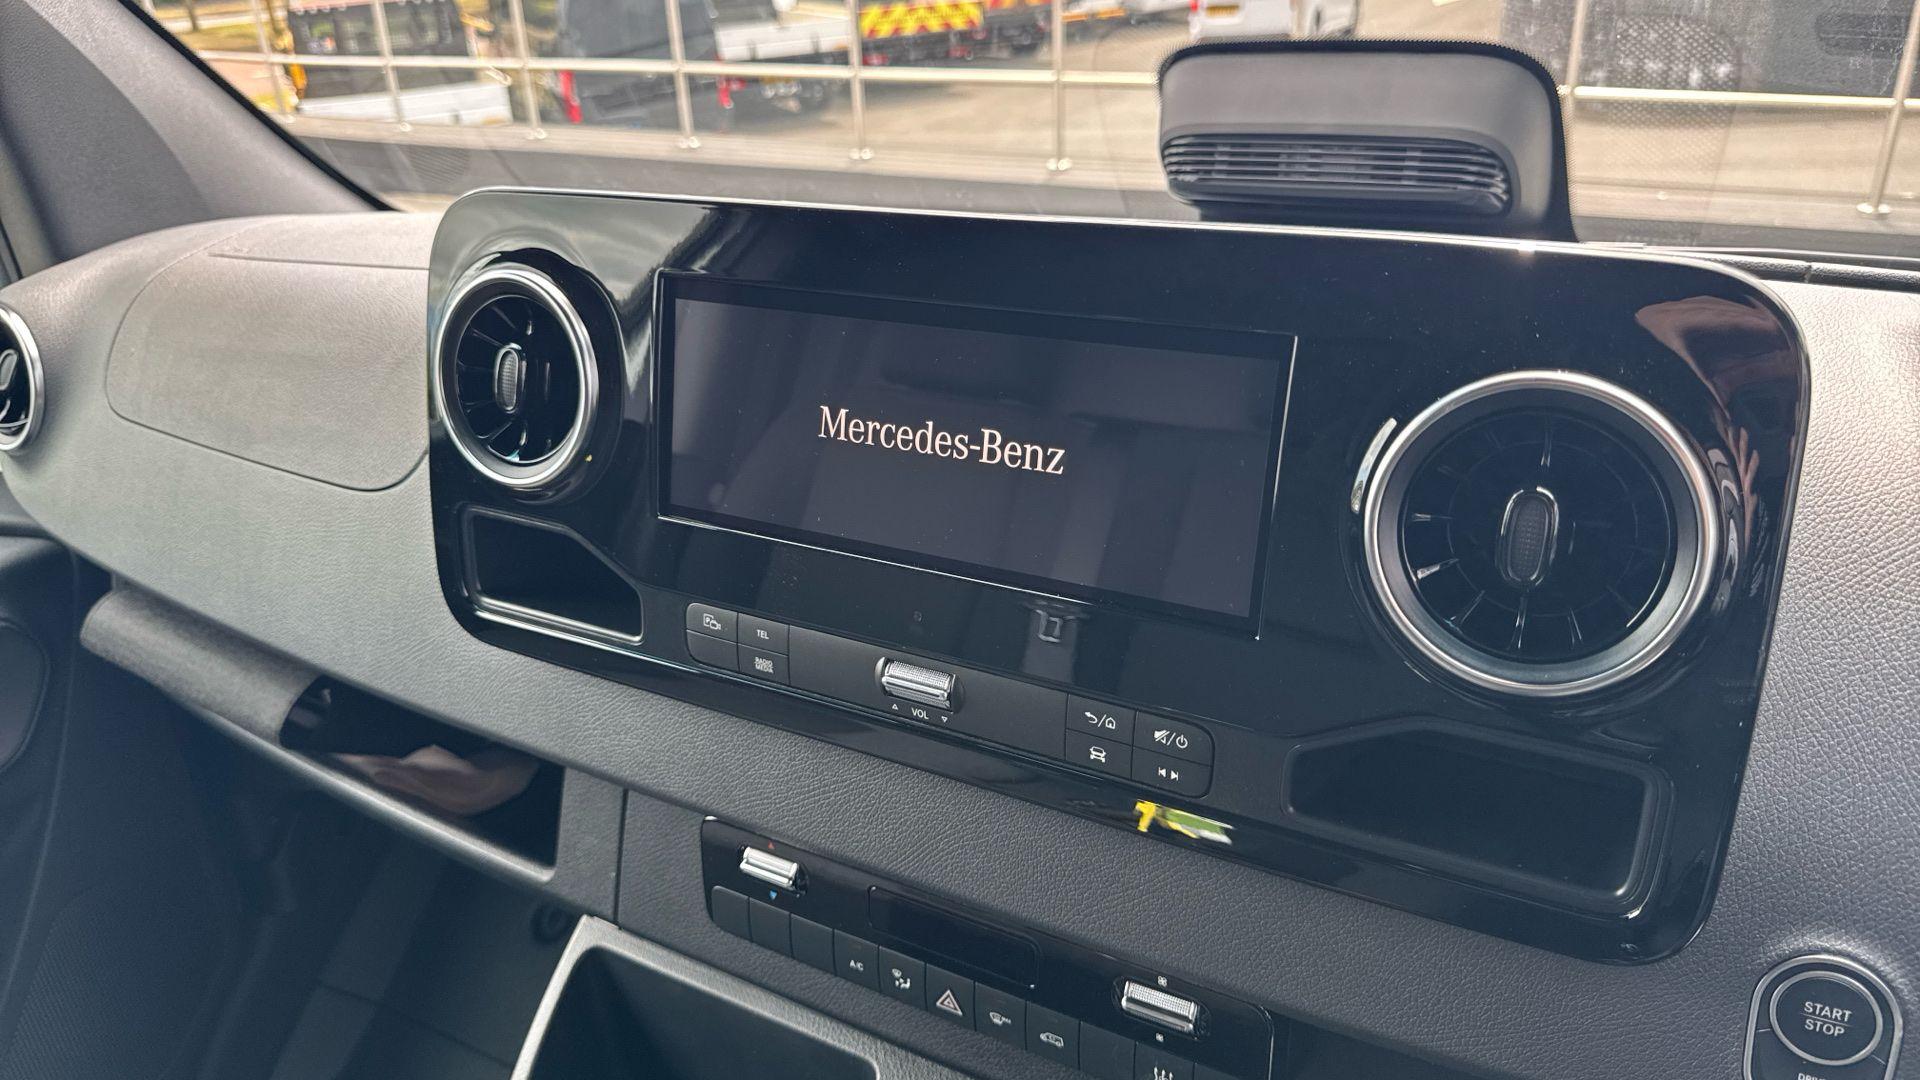 Mercedes-Benz
TEL
RADIO
MEDIA
VOL
A/C
START
STOP